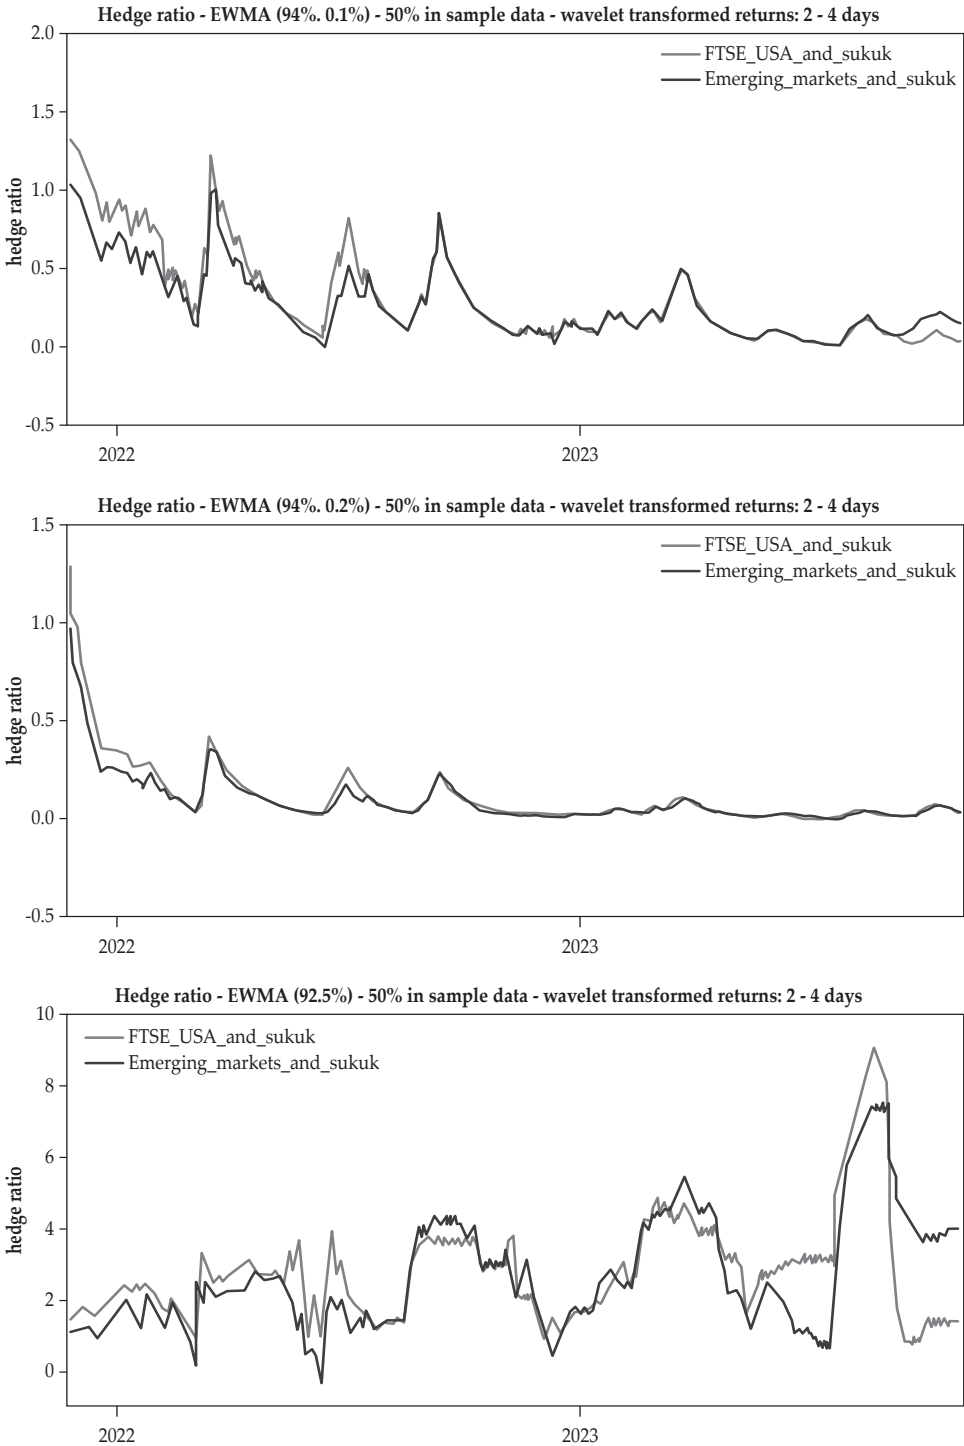 Hedge ratio - EWMA (94%. 0.1%) - 50% in sample data - wavelet transformed returns: 2 - 4 days
2.0
FTSE_USA_and_sukuk
Emerging_markets_and_sukuk
1.5
1.0
hedge ratio
0.5
0.0
-0.5
2022
2023
Hedge ratio - EWMA (94%. 0.2%) - 50% in sample data - wavelet transformed returns: 2 - 4 days
1.5
FTSE_USA_and_sukuk
Emerging_markets_and_sukuk
1.0
hedge ratio
0.5
0.0
-0.5
2022
2023
Hedge ratio - EWMA (92.5%) - 50% in sample data - wavelet transformed returns: 2 - 4 days
10
FTSE_USA_and_sukuk
Emerging_markets_and_sukuk
8
6
hedge ratio
4
2
0
2022
2023